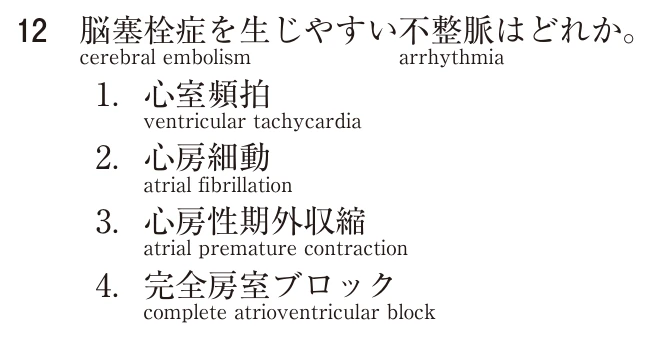 12 脳塞栓症を生じやすい不整脈はどれか。
cerebral embolism arrhythmia
1. 心室頻拍
ventricular tachycardia
2. 心房細動
atrial fibrillation
3. 心房性期外収縮
atrial premature contraction
4. 完全房室ブロック
complete atrioventricular block